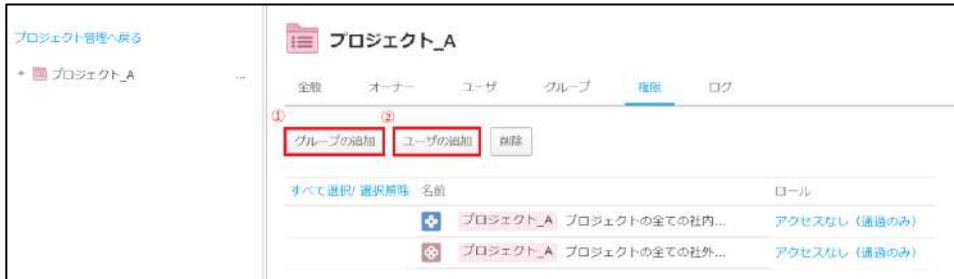 プロジェクト管理へ戻る
プロジェクト_A ...
プロジェクト_A
全般 オーナー ユーザ グループ 権限 ログ
① ②
グループの追加 ユーザの追加 削除
すべて選択/ 選択解除 名前 ロール
プロジェクト_A プロジェクトの全ての社内... アクセスなし（通過のみ）
プロジェクト_A プロジェクトの全ての社外... アクセスなし（通過のみ）